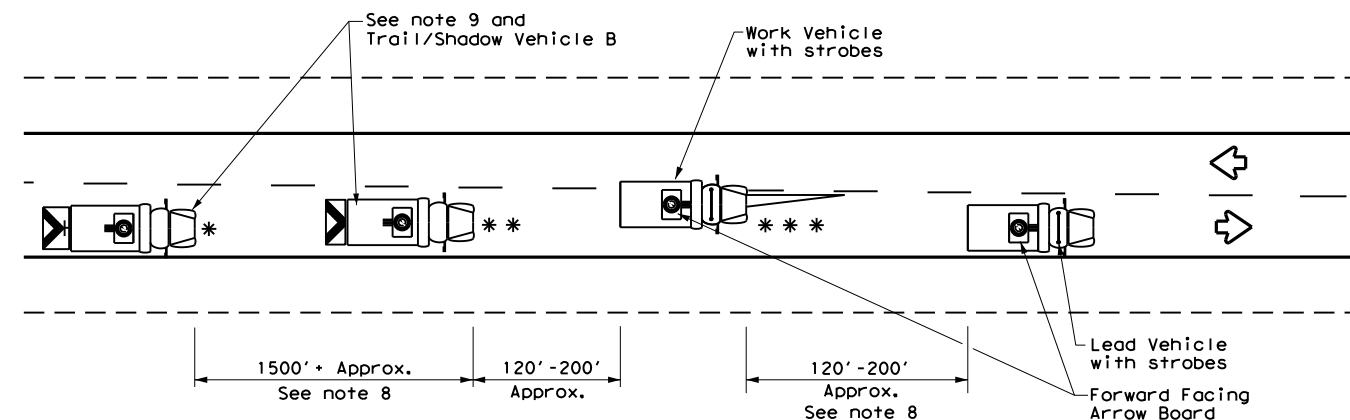 See note 9 and
Trail/Shadow Vehicle B
Work Vehicle
with strobes
* 
* *
* * *
1500'+ Approx.
See note 8
120'-200'
Approx.
120'-200'
Approx.
See note 8
Lead Vehicle
with strobes
Forward Facing
Arrow Board